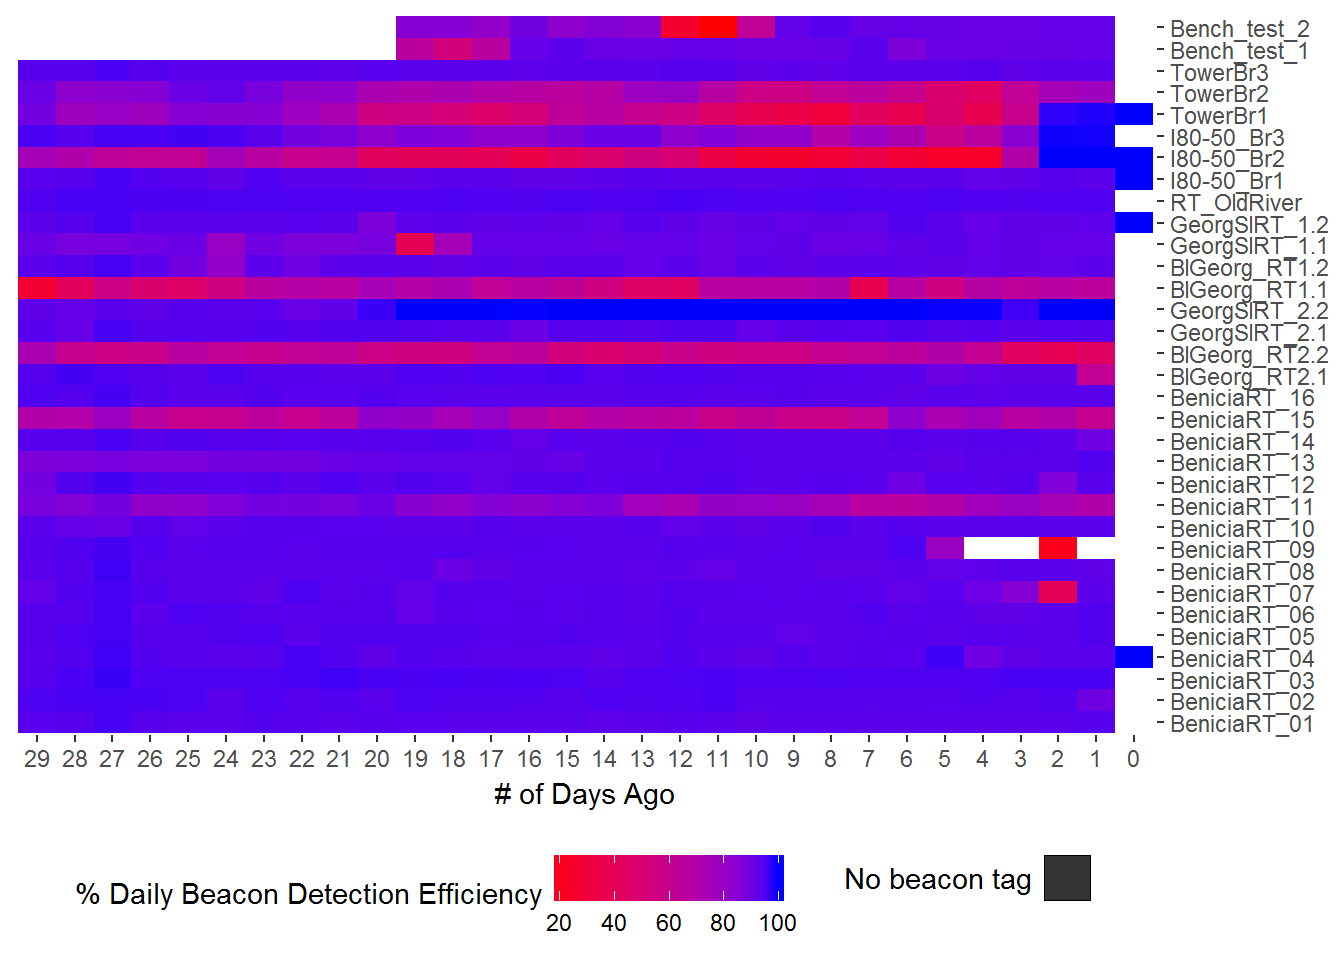 Bench_test_2
Bench_test_1
TowerBr3
TowerBr2
TowerBr1
I80-50_Br3
I80-50_Br2
I80-50_Br1
RT_OldRiver
GeorgSlRT_1.2
GeorgSlRT_1.1
BlGeorg_RT1.2
BlGeorg_RT1.1
GeorgSlRT_2.2
GeorgSlRT_2.1
BlGeorg_RT2.2
BlGeorg_RT2.1
BeniciaRT_16
BeniciaRT_15
BeniciaRT_14
BeniciaRT_13
BeniciaRT_12
BeniciaRT_11
BeniciaRT_10
BeniciaRT_09
BeniciaRT_08
BeniciaRT_07
BeniciaRT_06
BeniciaRT_05
BeniciaRT_04
BeniciaRT_03
BeniciaRT_02
BeniciaRT_01
29 28 27 26 25 24 23 22 21 20 19 18 17 16 15 14 13 12 11 10 9 8 7 6 5 4 3 2 1 0
# of Days Ago
% Daily Beacon Detection Efficiency
20 40 60 80 100
No beacon tag